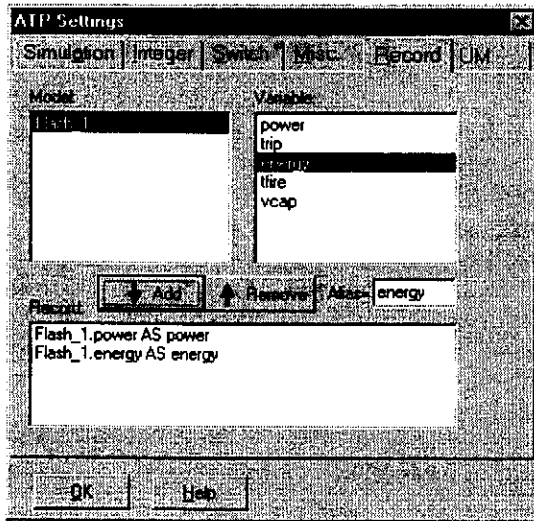 ATP Settings
Simulation Integer Switch Misc. Record UM
Model: Variable:
Flash_1
power
trip
energy
tfire
vcap
Add Remove Alias= energy
Record:
Flash_1.power AS power
Flash_1.energy AS energy
OK Help